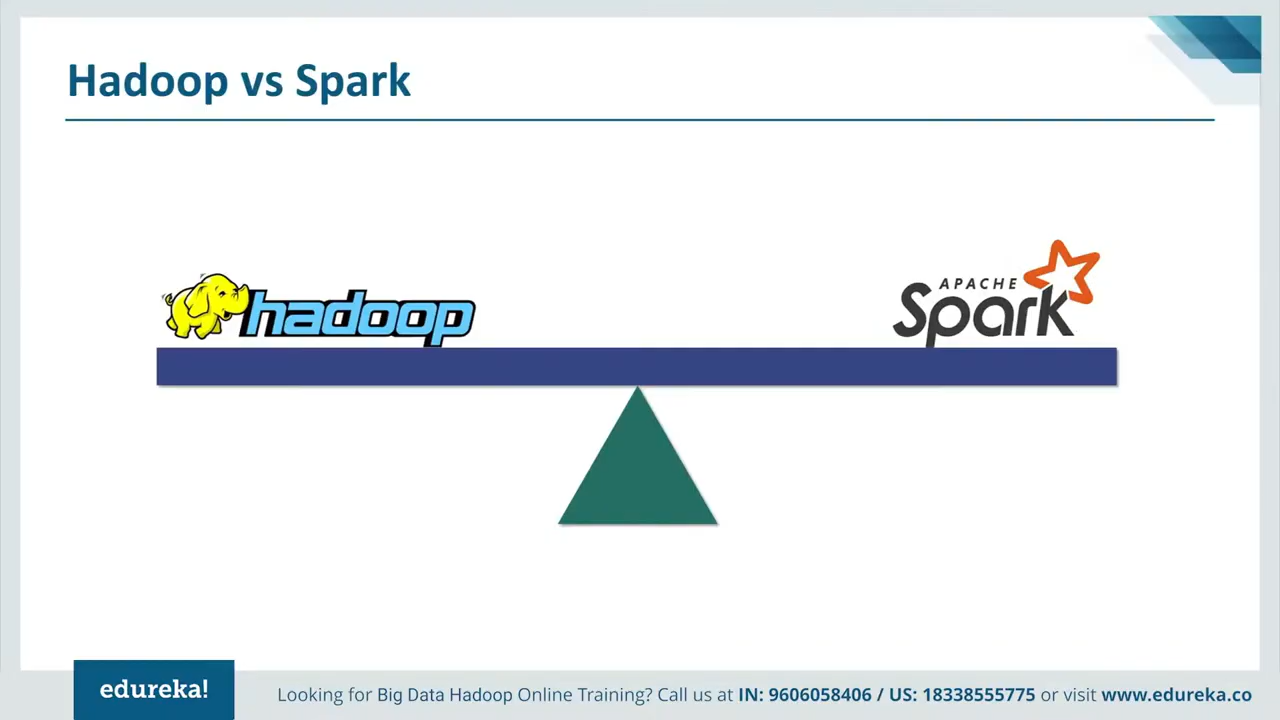 Hadoop vs Spark
hadoop
APACHE
Spark
edureka!
Looking for Big Data Hadoop Online Training? Call us at IN: 9606058406 / US: 18338555775 or visit www.edureka.co